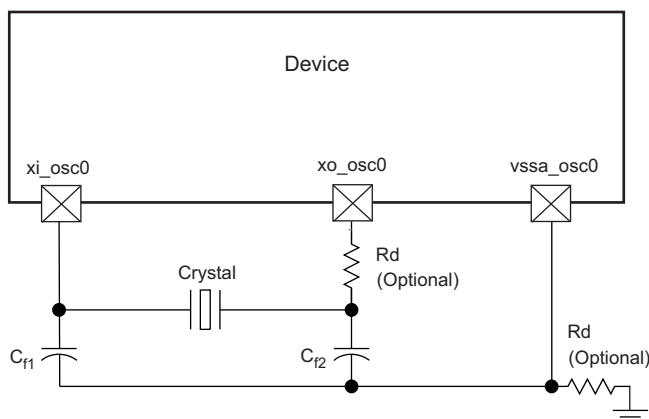 Device
xi_osc0
xo_osc0
vssa_osc0
Crystal
Rd
(Optional)
Cf1
Cf2
Rd
(Optional)